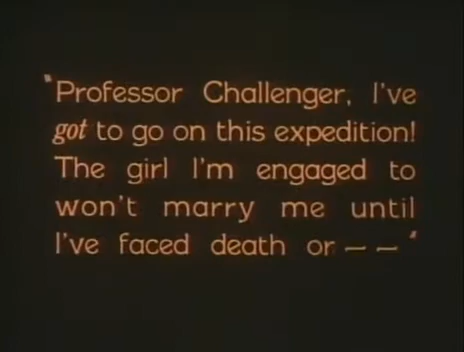 "Professor Challenger, I've
got to go on this expedition!
The girl I'm engaged to
won't marry me until
I've faced death or — — "